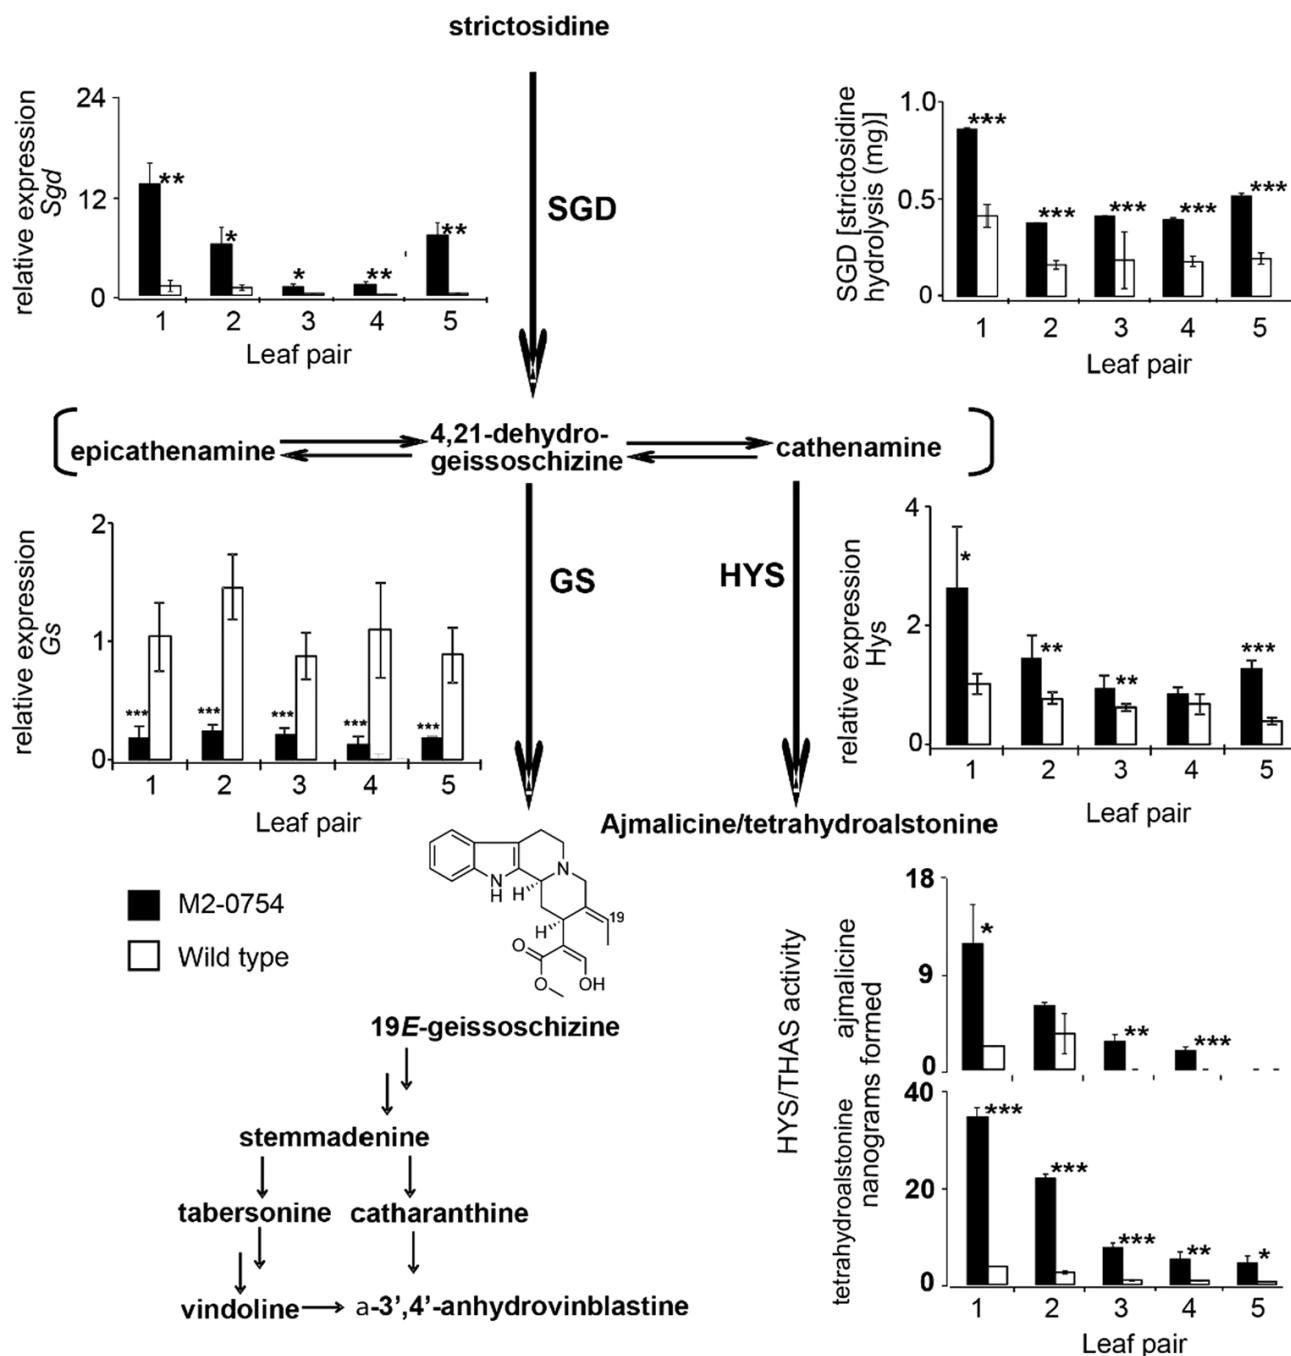 strictosidine
relative expression
Sgd
24
12
0
**
*
*
**
**
1 2 3 4 5
Leaf pair
SGD
SGD [strictosidine
hydrolysis (mg)]
1.0
0.5
0
***
***
***
***
***
1 2 3 4 5
Leaf pair
epicathenamine
4,21-dehydro-
geissoschizine
cathenamine
relative expression
Gs
2
1
0
***
***
***
***
***
1 2 3 4 5
Leaf pair
GS
HYS
relative expression
Hys
4
2
0
*
**
**
***
1 2 3 4 5
Leaf pair
Ajmalicine/tetrahydroalstonine
M2-0754
Wild type
N
N
H
H
H
19
O
O
OH
19E-geissoschizine
stemmadenine
tabersonine catharanthine
vindoline a-3',4'-anhydrovinblastine
HYS/THAS activity
ajmalicine
tetrahydroalstonine
nanograms formed
18
9
0
*
**
***
40
20
0
***
***
***
**
*
1 2 3 4 5
Leaf pair